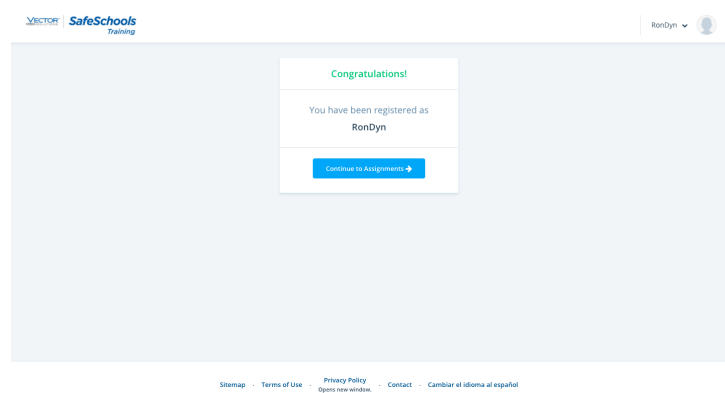 VECTOR SafeSchools
Training
RonDyn
Congratulations!
You have been registered as
RonDyn
Continue to Assignments
Sitemap - Terms of Use - Privacy Policy - Contact - Cambiar el idioma al español
Opens new window.